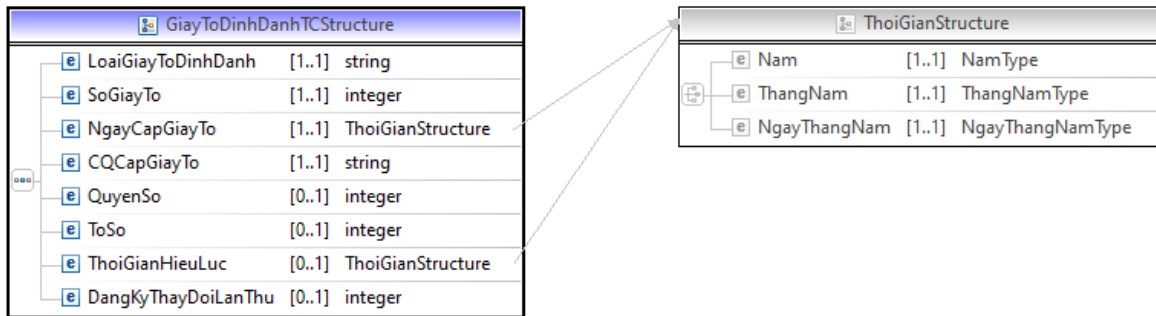 GiayToDinhDanhTCStructure
e LoaiGiayToDinhDanh [1..1] string
e SoGiayTo [1..1] integer
e NgayCapGiayTo [1..1] ThoiGianStructure
e CQCapGiayTo [1..1] string
e QuyenSo [0..1] integer
e ToSo [0..1] integer
e ThoiGianHieuLuc [0..1] ThoiGianStructure
e DangKyThayDoiLanThu [0..1] integer
ThoiGianStructure
e Nam [1..1] NamType
e ThangNam [1..1] ThangNamType
e NgayThangNam [1..1] NgayThangNamType